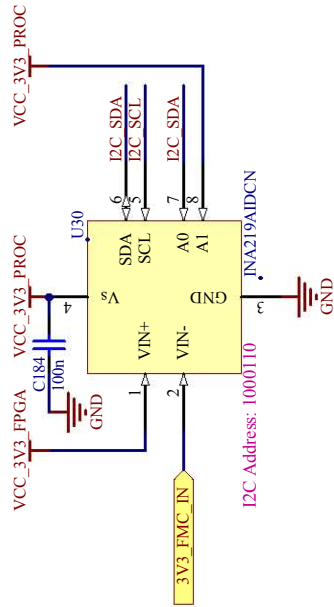 VCC_3V3_FPGA
VCC_3V3_PROC
VCC_3V3_PROC
C184
100n
GND
U30
4
Vs
1
VIN+
2
VIN-
SDA
6
I2C_SDA
SCL
5
I2C_SCL
A0
7
I2C_SDA
A1
8
GND
3
GND
INA219AIDCN
3V3_FMC_IN
I2C Address: 1000110